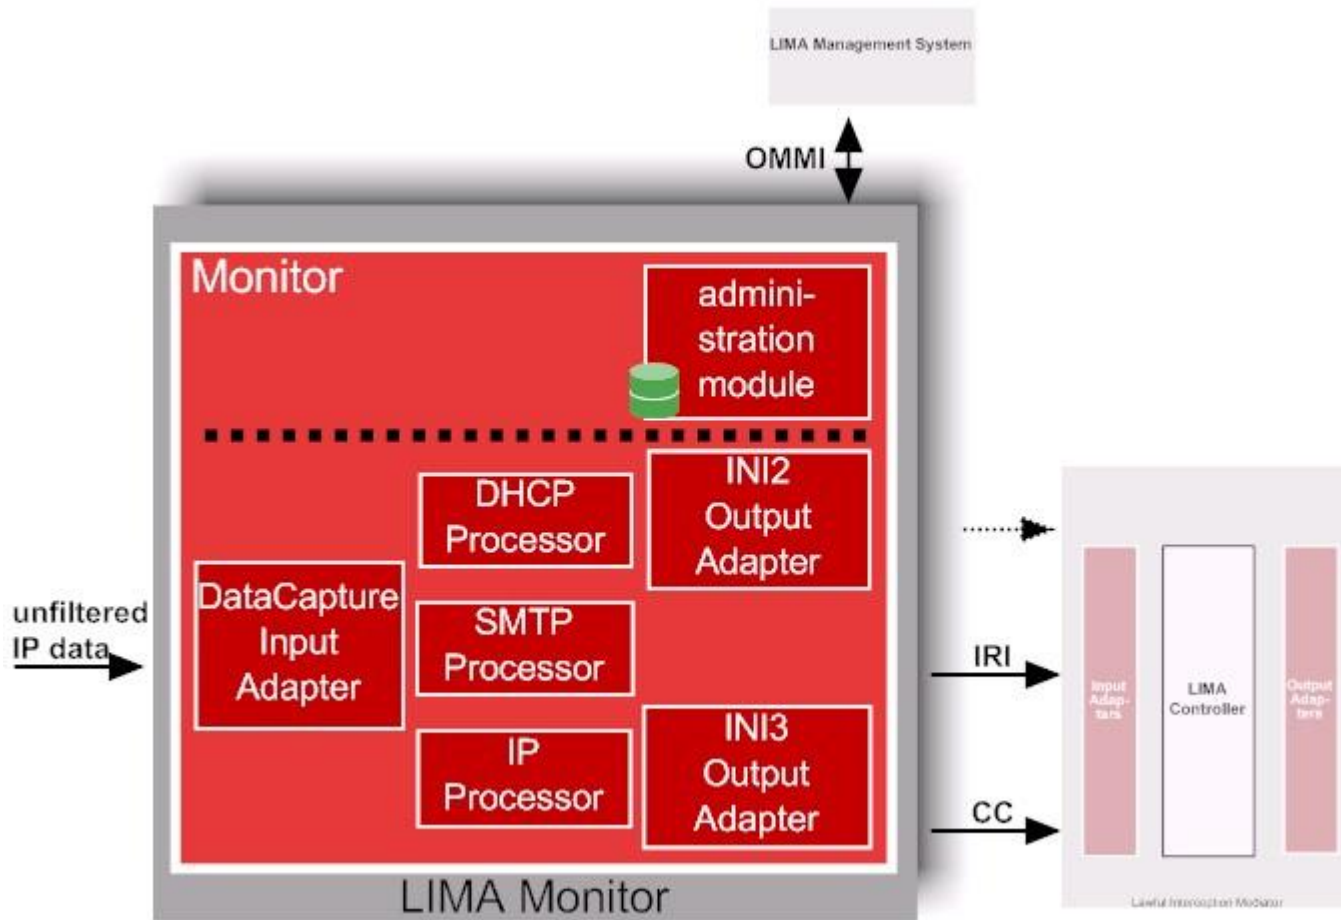 LIMA Management System
OMMI
Monitor
admini-
stration
module
INI2
Output
Adapter
DHCP
Processor
DataCapture
Input
Adapter
unfiltered
IP data
SMTP
Processor
IRI
IP
Processor
INI3
Output
Adapter
CC
Input
Adap-
tars
LIMA
Controller
Output
Adap-
ters
LIMA Monitor
Lawful Interception Mediator